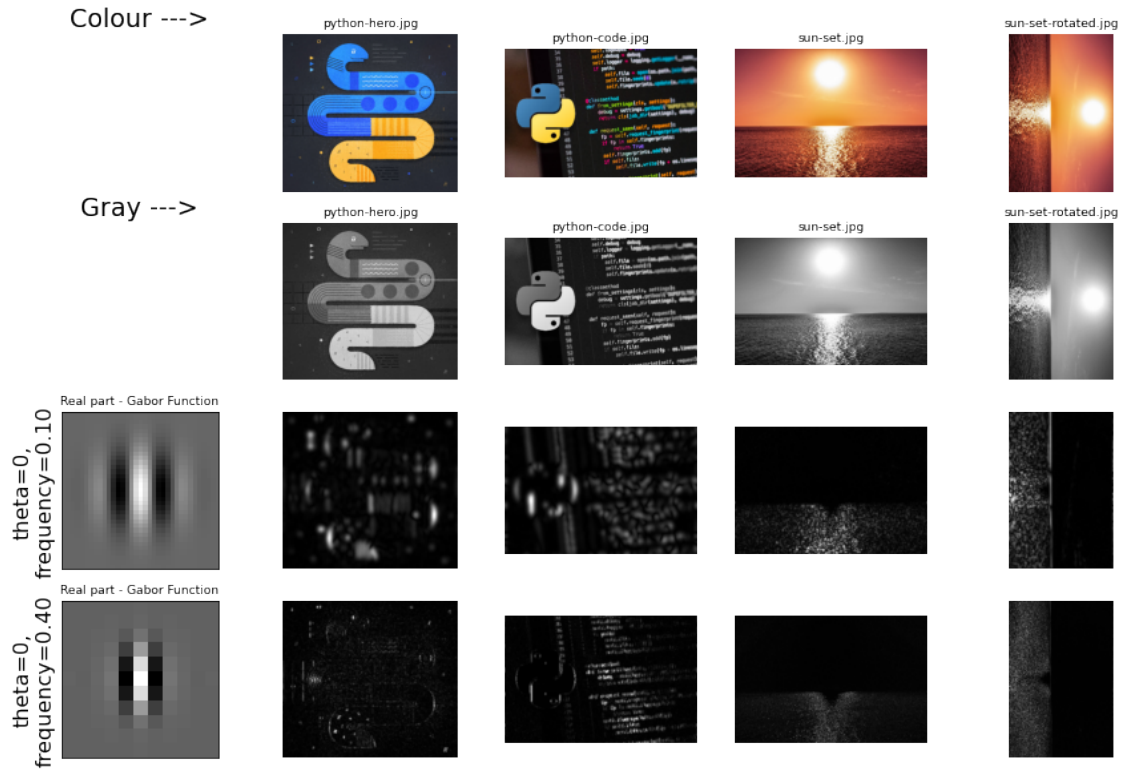 Colour --->
python-hero.jpg
python-code.jpg
sun-set.jpg
sun-set-rotated.jpg
Gray --->
python-hero.jpg
python-code.jpg
sun-set.jpg
sun-set-rotated.jpg
theta=0,
frequency=0.10
Real part - Gabor Function
theta=0,
frequency=0.40
Real part - Gabor Function